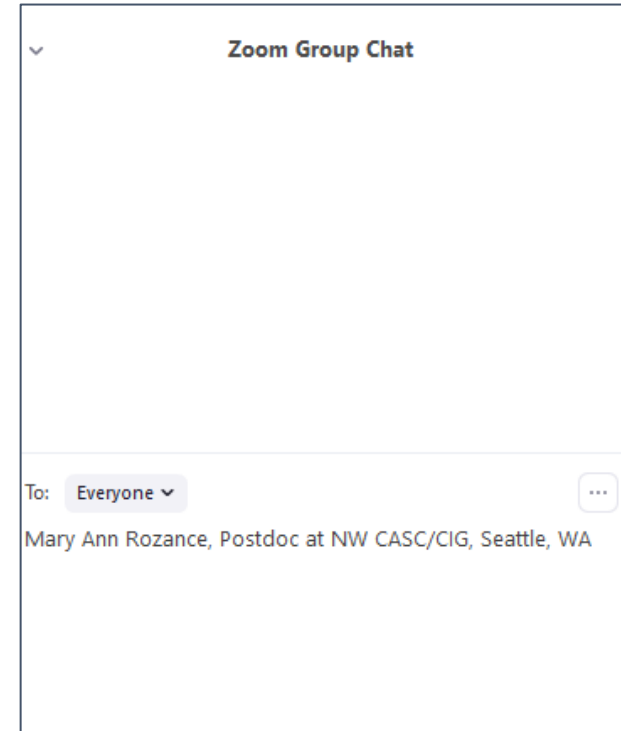 Zoom Group Chat
To: Everyone
Mary Ann Rozance, Postdoc at NW CASC/CIG, Seattle, WA